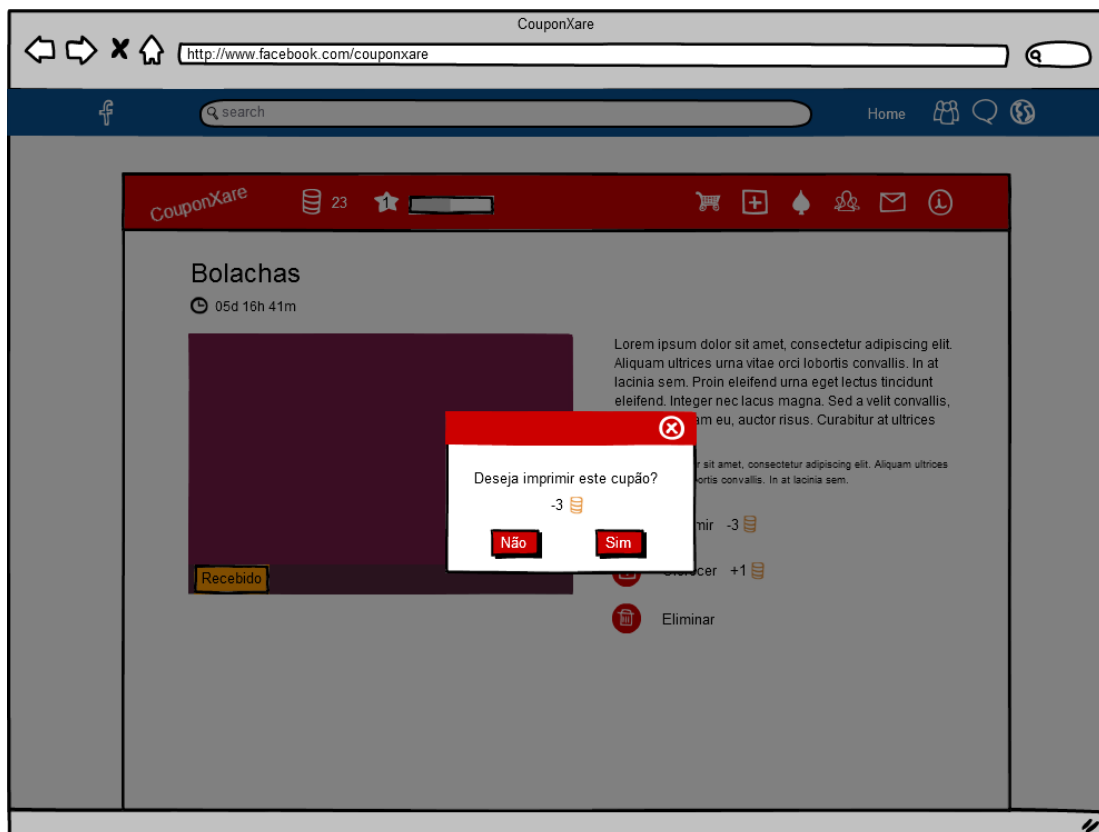 CouponXare
http://www.facebook.com/couponxare
search
Home
CouponXare
23
1
Bolachas
05d 16h 41m
Lorem ipsum dolor sit amet, consectetur adipiscing elit.
Aliquam ultrices urna vitae orci lobortis convallis. In at
lacinia sem. Proin eleifend urna eget lectus tincidunt
eleifend. Integer nec lacus magna. Sed a velit convallis,
eu, auctor risus. Curabitur at ultrices
sit amet, consectetur adipiscing elit. Aliquam ultrices
convallis. In at lacinia sem.
Deseja imprimir este cupão?
-3
Não
Sim
-3
+1
Recebido
Eliminar